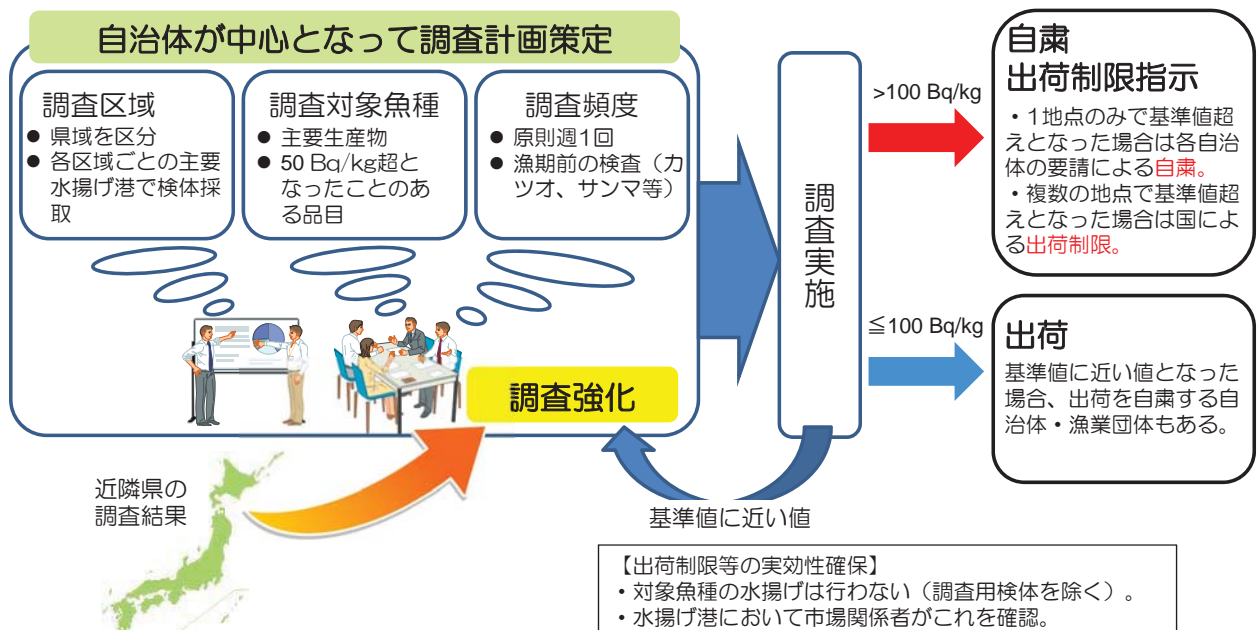 自治体が中心となって調査計画策定
調査区域
● 県域を区分
● 各区域ごとの主要
水揚げ港で検体採
取
調査対象魚種
● 主要生産物
● 50 Bq/kg超と
なったことのあ
る品目
調査頻度
● 原則週1回
● 漁期前の検査（カ
ツオ、サンマ等）
調査強化
近隣県の
調査結果
調査実施
基準値に近い値
>100 Bq/kg
自粛
出荷制限指示
・1地点のみで基準値超
えとなった場合は各自治
体の要請による自粛。
・複数の地点で基準値超
えとなった場合は国によ
る出荷制限。
≦100 Bq/kg
出荷
基準値に近い値となった
場合、出荷を自粛する自
治体・漁業団体もある。
【出荷制限等の実効性確保】
・対象魚種の水揚げは行わない（調査用検体を除く）。
・水揚げ港において市場関係者がこれを確認。